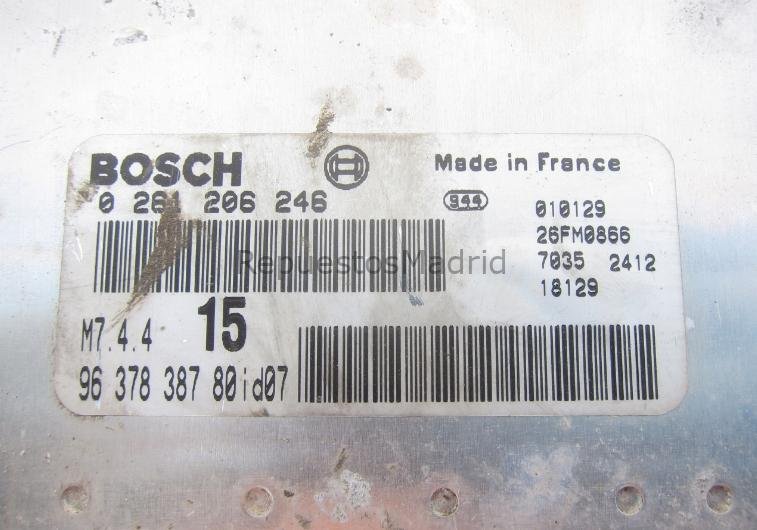 BOSCH
Made in France
0 261 206 246
944
010129
26FM0866
7035 2412
18129
RepuestosMadrid
M7.4.4 15
96 378 387 80id07